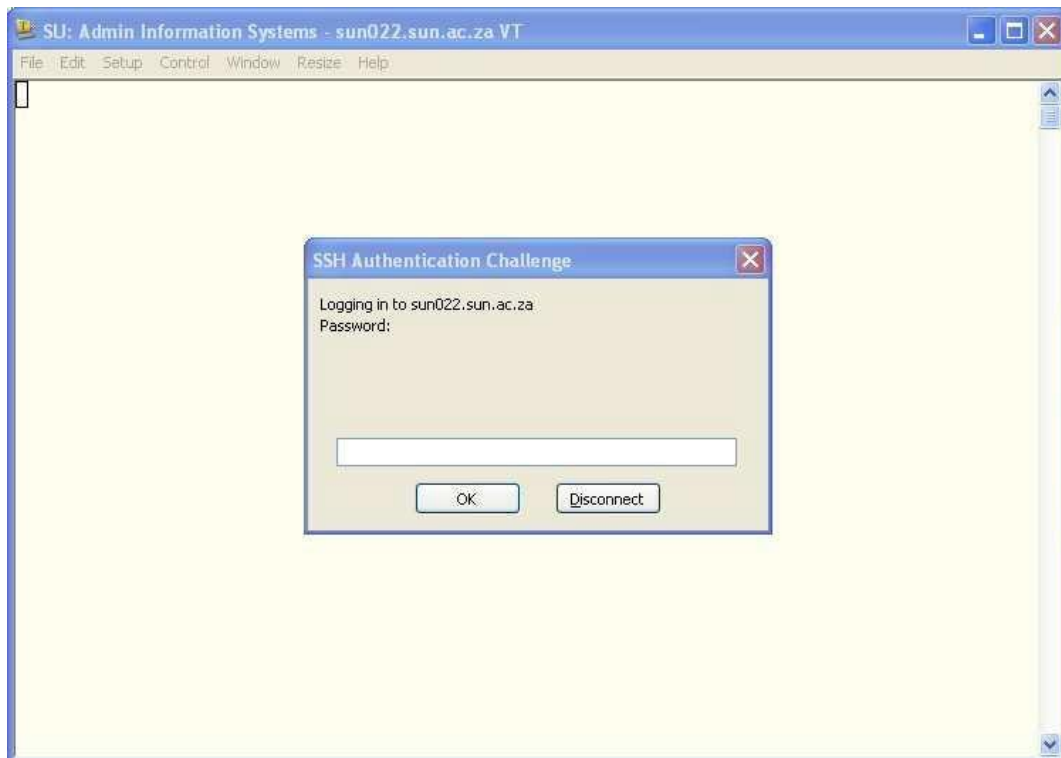 SU: Admin Information Systems - sun022.sun.ac.za VT
File Edit Setup Control Window Resize Help
SSH Authentication Challenge
Logging in to sun022.sun.ac.za
Password:
OK Disconnect